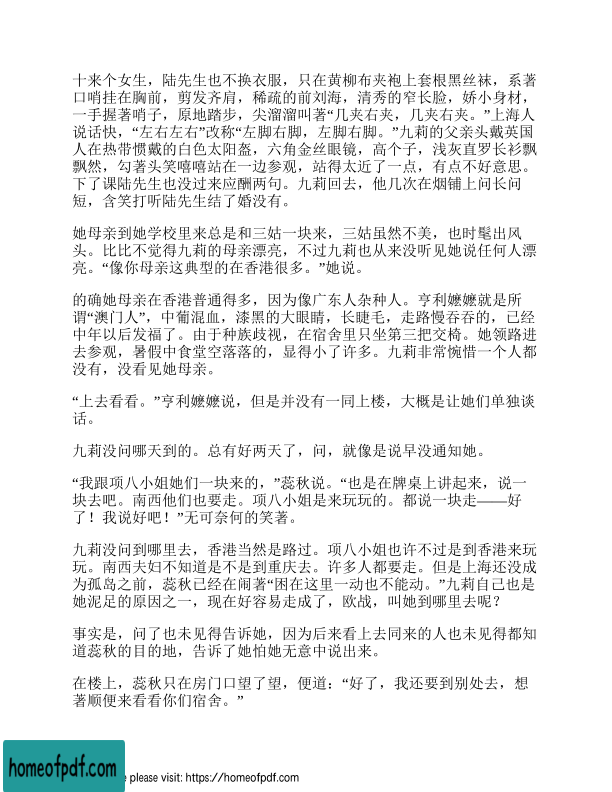 十来个女生，陆先生也不换衣服，只在黄柳布夹袍上套根黑丝袜，系著
口哨挂在胸前，剪发齐肩，稀疏的前刘海，清秀的窄长脸，娇小身材，
一手握著哨子，原地踏步，尖溜溜叫著“几夹右夹，几夹右夹。”上海人
说话快，“左右左右”改称“左脚右脚，左脚右脚。”九莉的父亲头戴英国
人在热带惯戴的白色太阳盔，六角金丝眼镜，高个子，浅灰直罗长衫飘
飘然，勾著头笑嘻嘻站在一边参观，站得太近了一点，有点不好意思。
下了课陆先生也没过来应酬两句。九莉回去，他几次在烟铺上问长问
短，含笑打听陆先生结了婚没有。
她母亲到她学校里来总是和三姑一块来，三姑虽然不美，也时髦出风
头。比比不觉得九莉的母亲漂亮，不过九莉也从来没听见她说任何人漂
亮。“像你母亲这典型的在香港很多。”她说。
的确她母亲在香港普通得多，因为像广东人杂种人。亨利嬷嬷就是所
谓“澳门人”，中葡混血，漆黑的大眼睛，长睫毛，走路慢吞吞的，已经
中年以后发福了。由于种族歧视，在宿舍里只坐第三把交椅。她领路进
去参观，暑假中食堂空落落的，显得小了许多。九莉非常惋惜一个人都
没有，没看见她母亲。
“上去看看。”亨利嬷嬷说，但是并没有一同上楼，大概是让她们单独谈
话。
九莉没问哪天到的。总有好两天了，问，就像是说早没通知她。
“我跟项八小姐她们一块来的，”蕊秋说。“也是在牌桌上讲起来，说一
块去吧。南西他们也要走。项八小姐是来玩玩的。都说一块走——好
了！我说好吧！”无可奈何的笑著。
九莉没问到哪里去，香港当然是路过。项八小姐也许不过是到香港来玩
玩。南西夫妇不知道是不是到重庆去。许多人都要走。但是上海还没成
为孤岛之前，蕊秋已经在闹著“困在这里一动也不能动。”九莉自己也是
她泥足的原因之一，现在好容易走成了，欧战，叫她到哪里去呢？
事实是，问了也未见得告诉她，因为后来看上去同来的人也未见得都知
道蕊秋的目的地，告诉了她怕她无意中说出来。
在楼上，蕊秋只在房门口望了望，便道：“好了，我还要到别处去，想
著顺便来看看你们宿舍。”
homeofpdf.com
please visit: https://homeofpdf.com